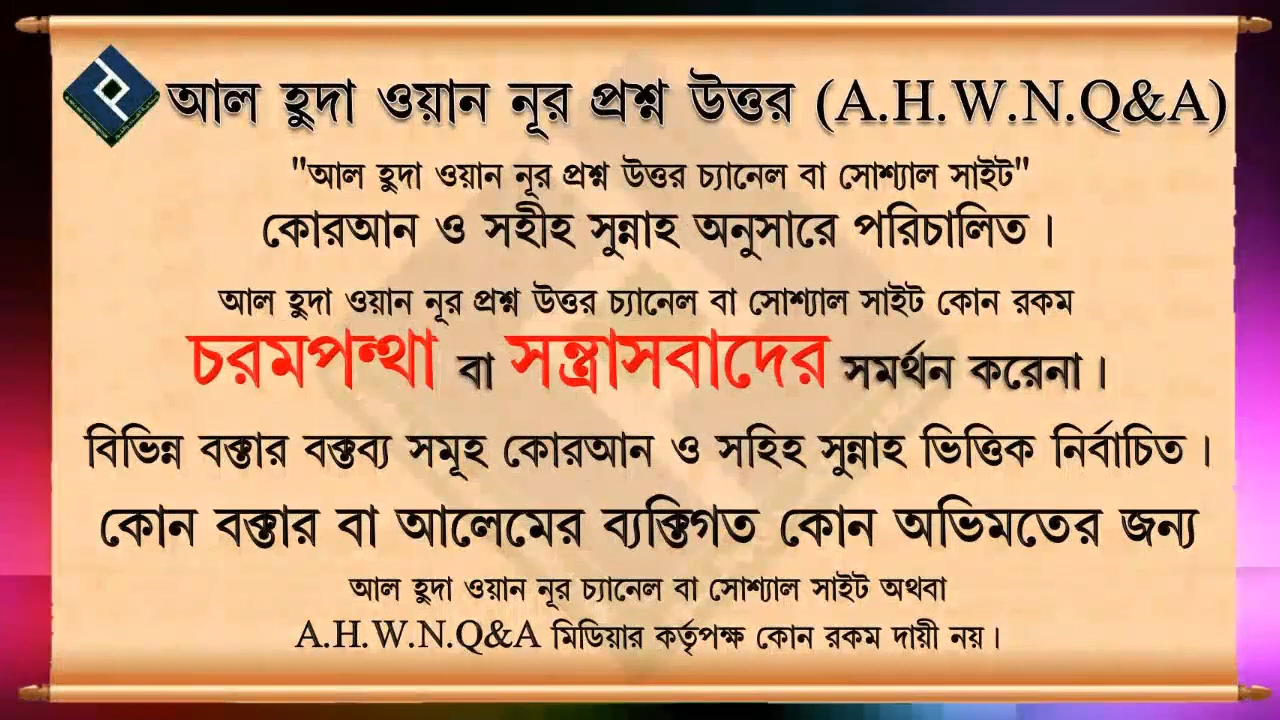 আল হুদা ওয়ান নূর প্রশ্ন উত্তর (A.H.W.N.Q&A)
"আল হুদা ওয়ান নূর প্রশ্ন উত্তর চ্যানেল বা সোশ্যাল সাইট"
কোরআন ও সহীহ সুন্নাহ অনুসারে পরিচালিত।
আল হুদা ওয়ান নূর প্রশ্ন উত্তর চ্যানেল বা সোশ্যাল সাইট কোন রকম
চরমপন্থা বা সন্ত্রাসবাদের সমর্থন করেনা।
বিভিন্ন বক্তার বক্তব্য সমূহ কোরআন ও সহিহ সুন্নাহ ভিত্তিক নির্বাচিত।
কোন বক্তার বা আলেমের ব্যক্তিগত কোন অভিমতের জন্য
আল হুদা ওয়ান নূর চ্যানেল বা সোশ্যাল সাইট অথবা
A.H.W.N.Q&A মিডিয়ার কর্তৃপক্ষ কোন রকম দায়ী নয়।